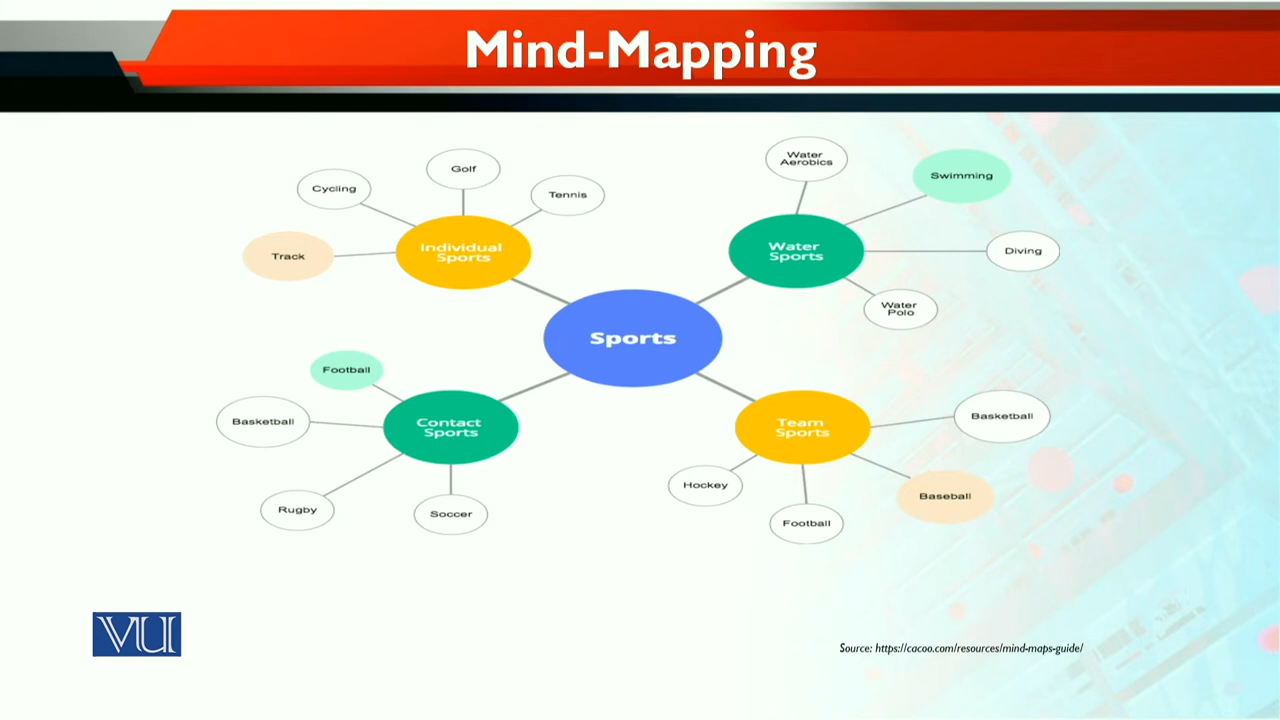 Mind-Mapping
Golf
Cycling
Tennis
Track
Individual
Sports
Water
Aerobics
Swimming
Water
Sports
Diving
Water
Polo
Sports
Football
Basketball
Contact
Sports
Rugby
Soccer
Team
Sports
Basketball
Hockey
Baseball
Football
VU
Source: https://cacoo.com/resources/mind-maps-guide/